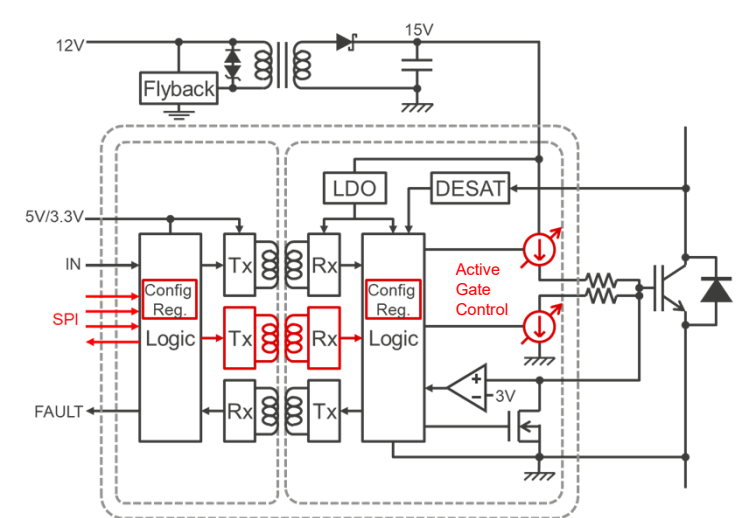 15V
12V
Flyback
LDO
DESAT
5V/3.3V
IN
Tx
Rx
Config
Reg.
Logic
Config
Reg.
Logic
Active
Gate
Control
SPI
Tx
Rx
3V
FAULT
Rx
Tx